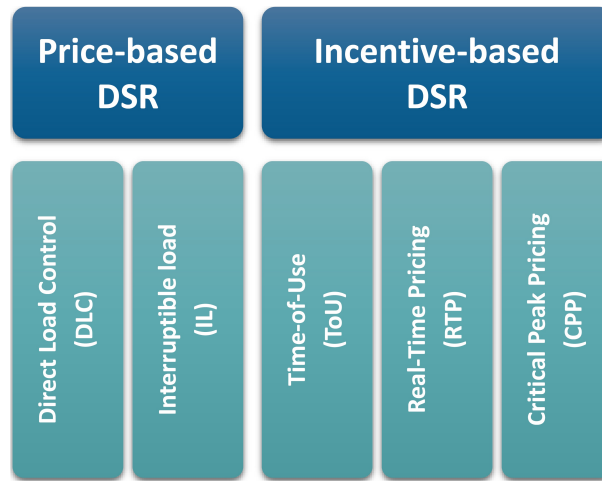 Price-based
DSR
Incentive-based
DSR
Direct Load Control
(DLC)
Interruptible load
(IL)
Time-of-Use
(ToU)
Real-Time Pricing
(RTP)
Critical Peak Pricing
(CPP)